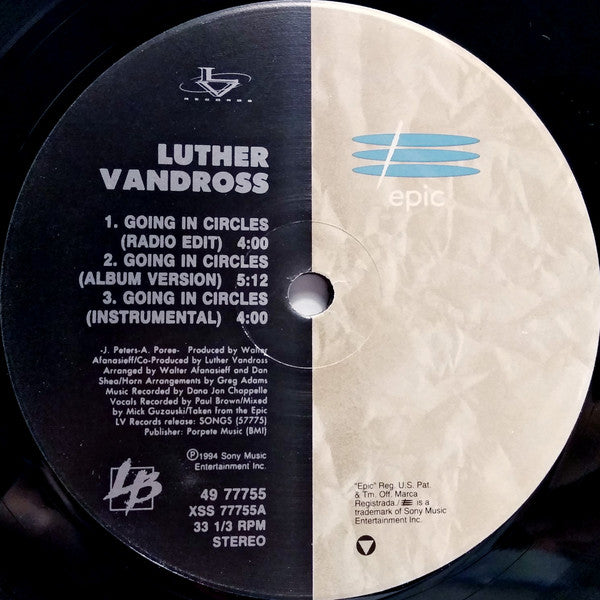 LV
RECORDS
LUTHER
VANDROSS
1. GOING IN CIRCLES
(RADIO EDIT) 4:00
2. GOING IN CIRCLES
(ALBUM VERSION) 5:12
3. GOING IN CIRCLES
(INSTRUMENTAL) 4:00
-J. Peters-A. Poree- Produced by Walter
Afanasieff/Co-Produced by Luther Vandross
Arranged by Walter Afanasieff and Dan
Shea/Horn Arrangements by Greg Adams
Music Recorded by Dana Jon Chappelle
Vocals Recorded by Paul Brown/Mixed
by Mick Guzauski/Taken from the Epic
LV Records release: SONGS (57775)
Publisher: Porpete Music (BMI)
Ⓟ1994 Sony Music
Entertainment Inc.
LB
49 77755
XSS 77755A
33 1/3 RPM
STEREO
epic
"Epic" Reg. U.S. Pat.
& Tm. Off. Marca
Registrada./ E is a
trademark of Sony Music
Entertainment Inc.